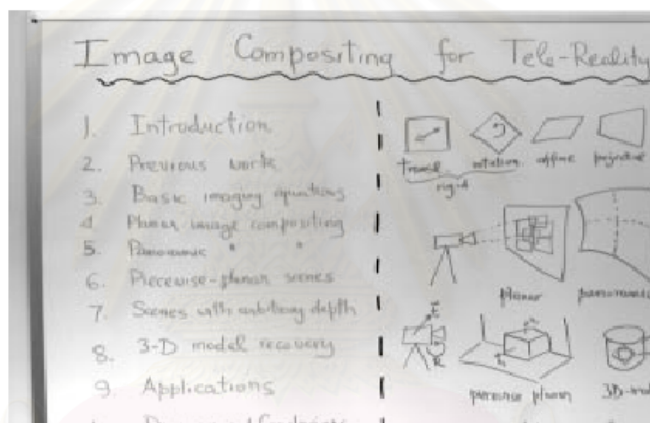 Image Compositing for Tele-Reality
1. Introduction
2. Previous work
3. Basic imaging equations
4. Planar image compositing
5. Panoramic " "
6. Piecewise-planar scenes
7. Scenes with arbitrary depth
8. 3-D model recovery
9. Applications
rotation affine projective
rigid
planar
t
R
planar 3D